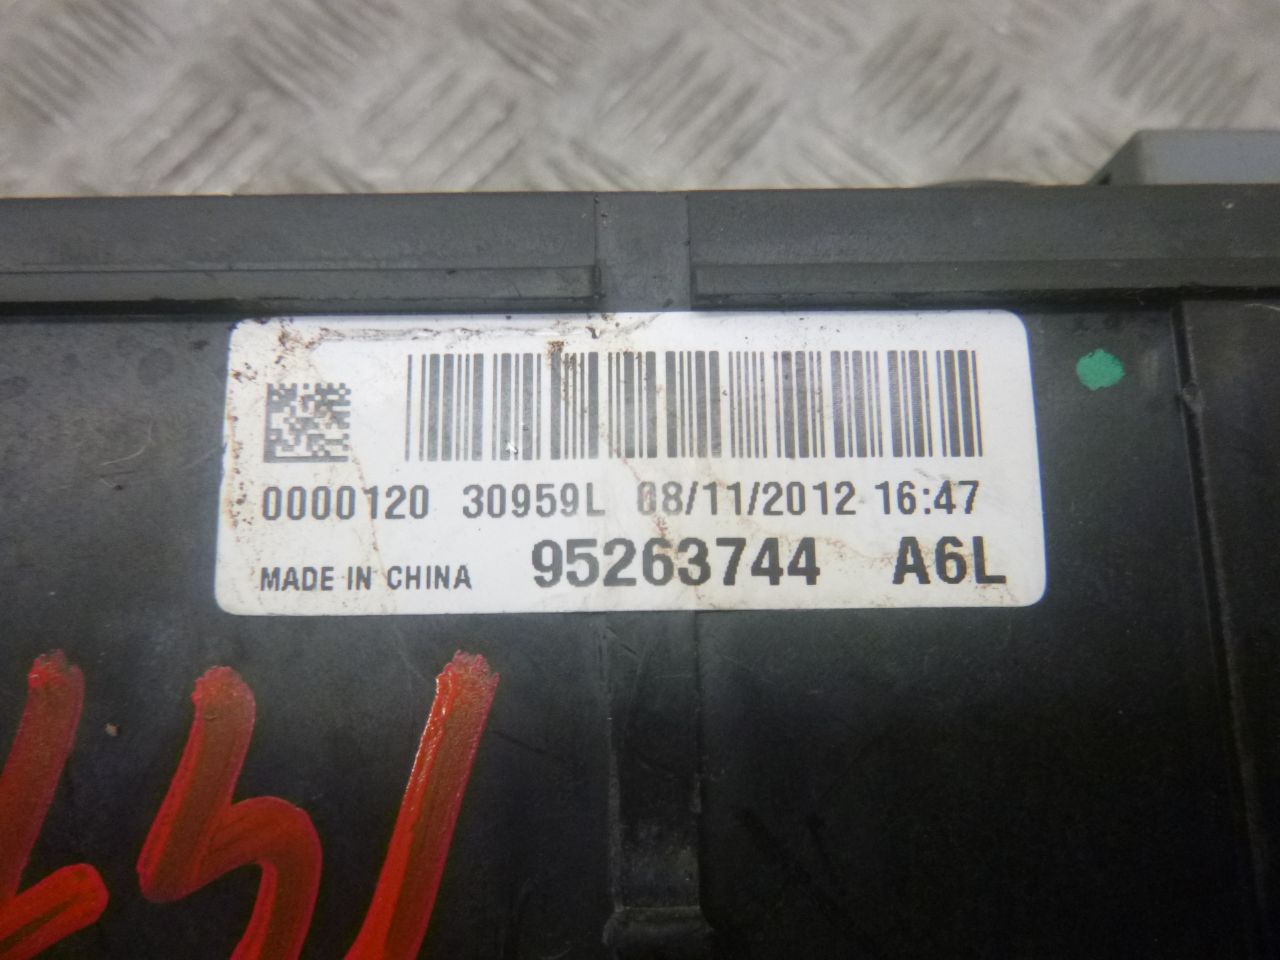 0000120 30959L 08/11/2012 16:47
MADE IN CHINA 95263744 A6L